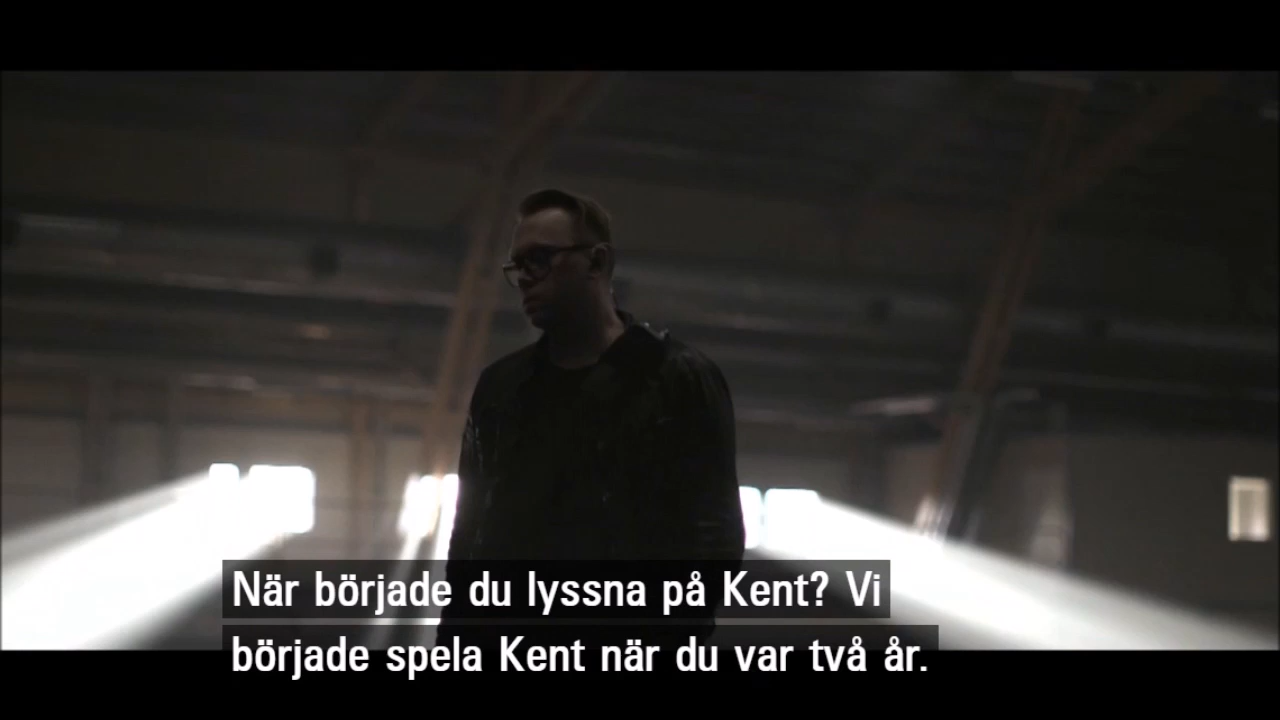 När började du lyssna på Kent? Vi
började spela Kent när du var två år.